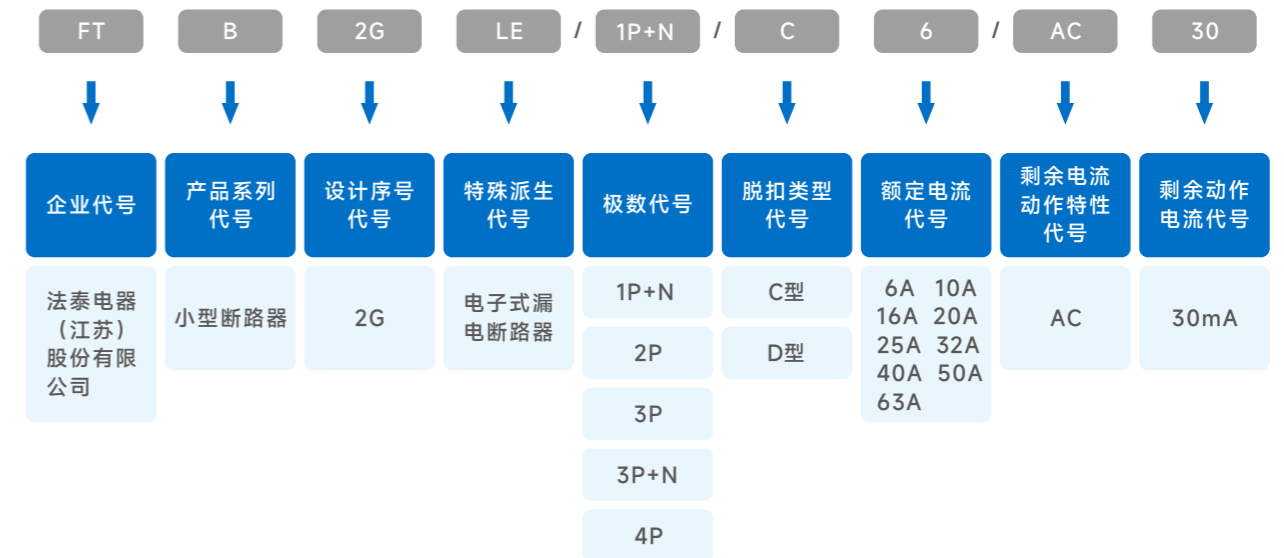 FT B 2G LE / 1P+N / C 6 / AC 30
企业代号
产品系列
代号
设计序号
代号
特殊派生
代号
极数代号
脱扣类型
代号
额定电流
代号
剩余电流
动作特性
代号
剩余动作
电流代号
法泰电器
（江苏）
股份有限
公司
小型断路器
2G
电子式漏
电断路器
1P+N
2P
3P
3P+N
4P
C型
D型
6A 10A
16A 20A
25A 32A
40A 50A
63A
AC
30mA